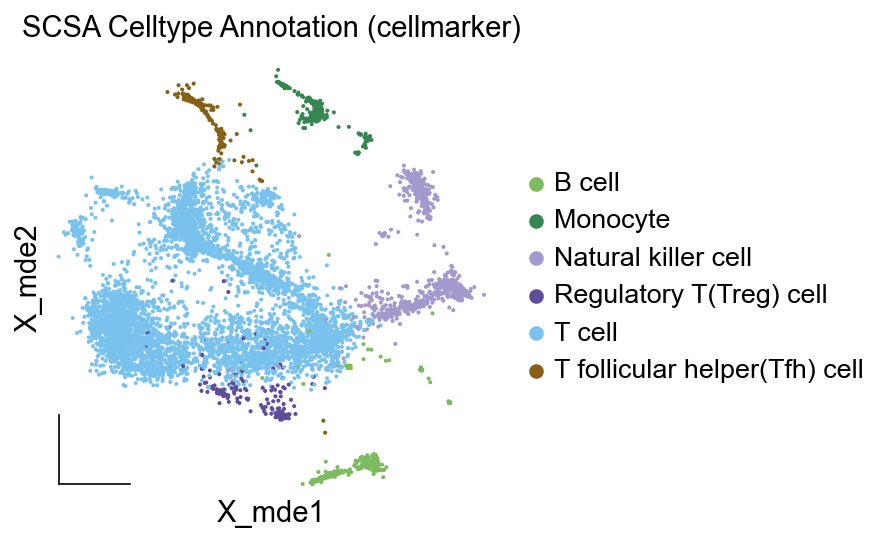 SCSA Celltype Annotation (cellmarker)
B cell
Monocyte
Natural killer cell
Regulatory T(Treg) cell
T cell
T follicular helper(Tfh) cell
X_mde2
X_mde1